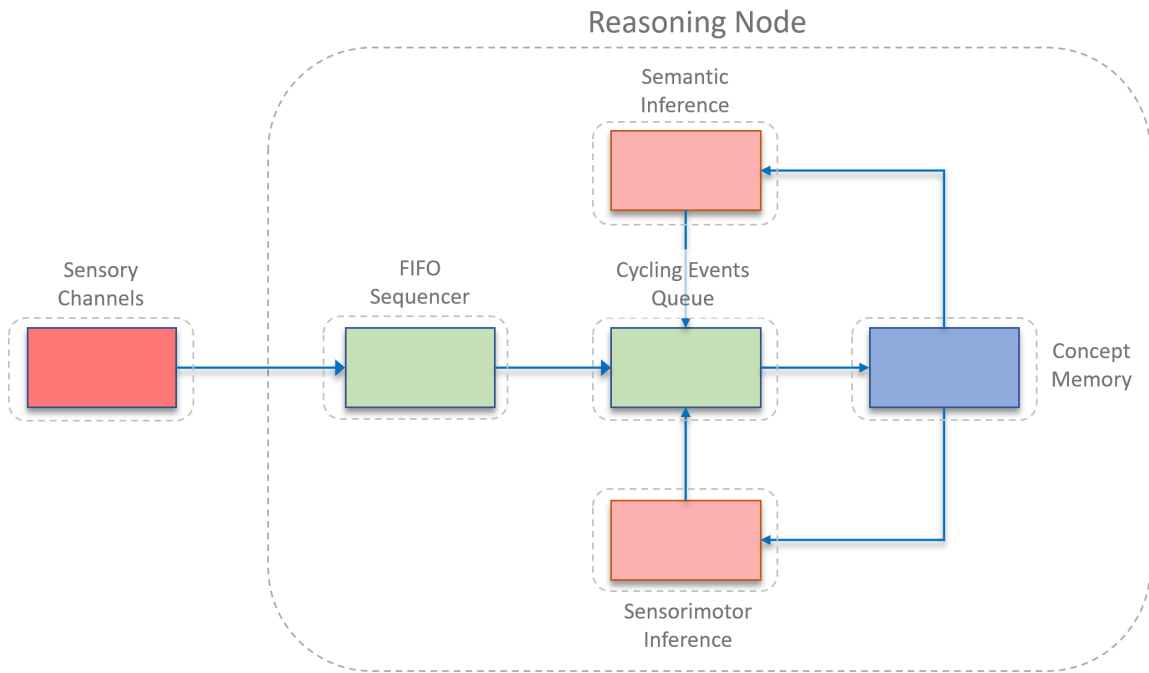 Reasoning Node
Semantic
Inference
Sensory
Channels
FIFO
Sequencer
Cycling Events
Queue
Concept
Memory
Sensorimotor
Inference